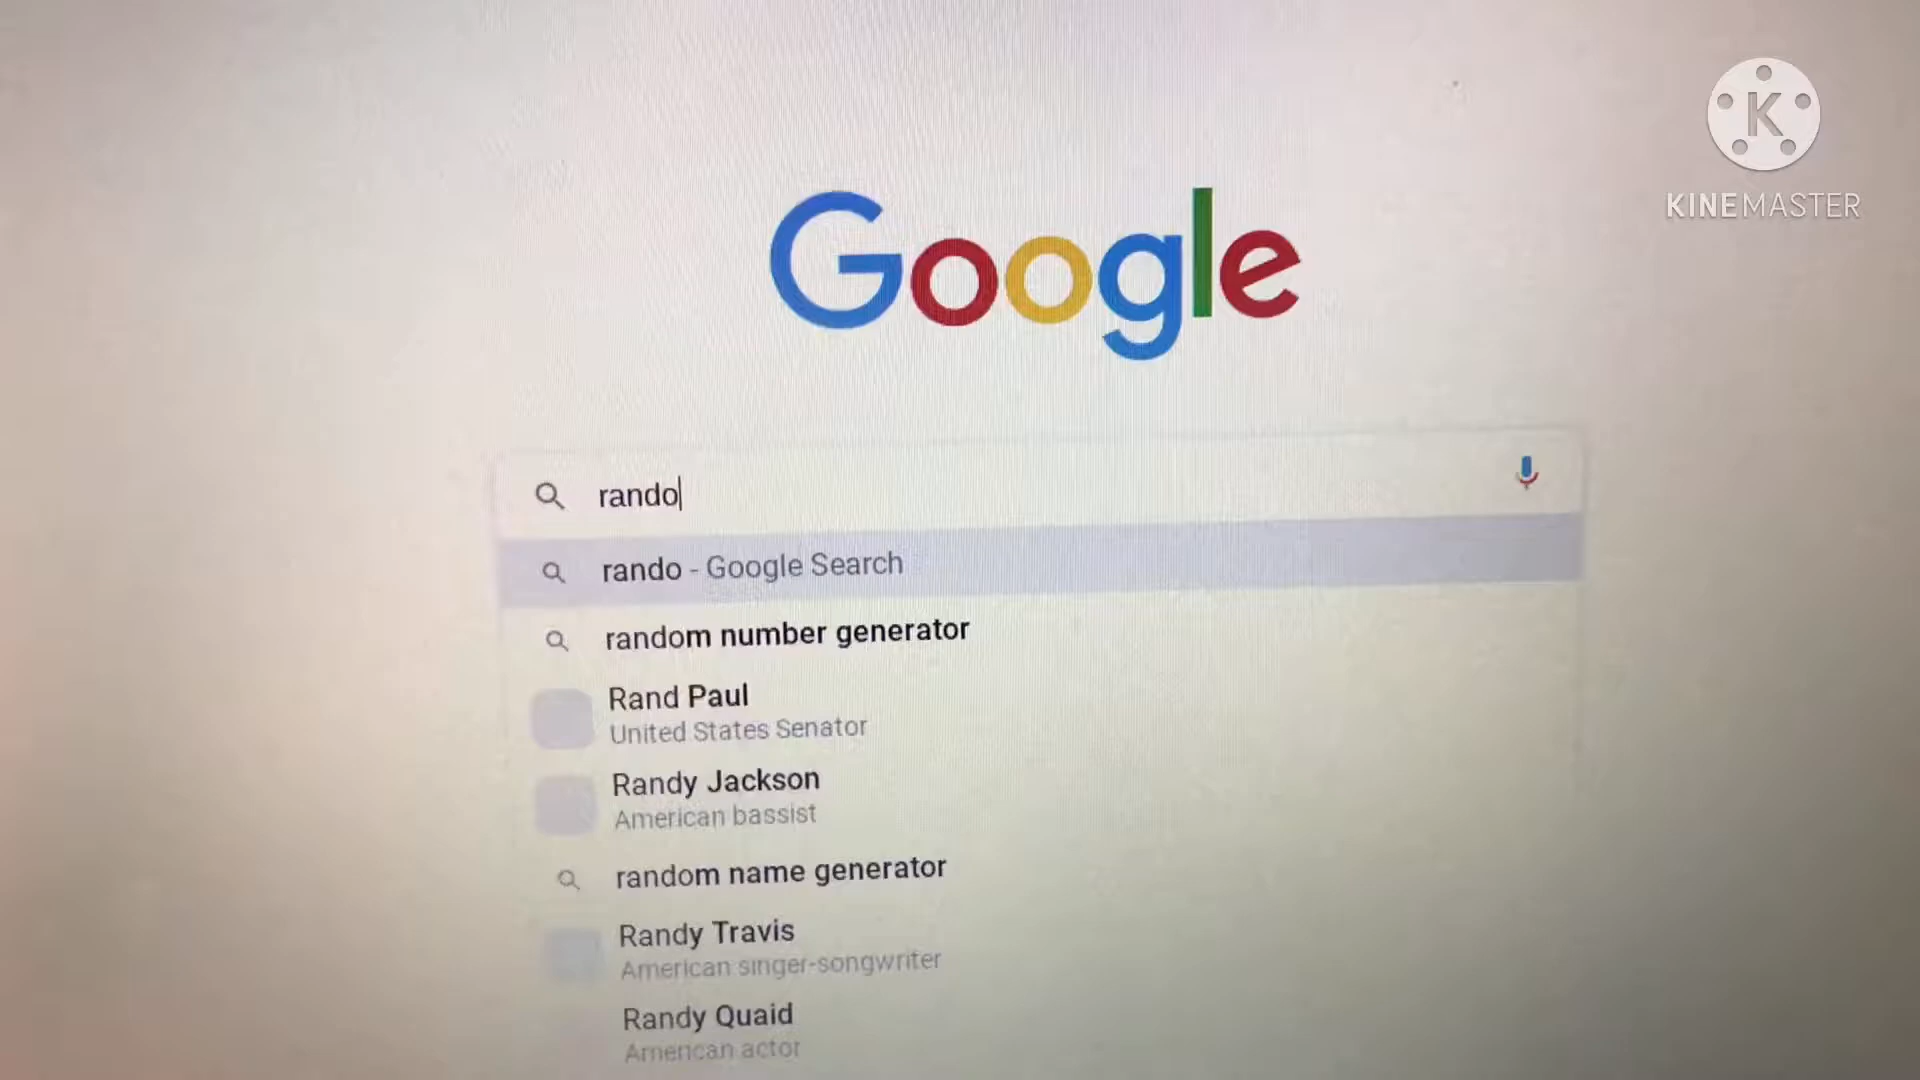 K
KINEMASTER
Google
rando
rando - Google Search
random number generator
Rand Paul
United States Senator
Randy Jackson
American bassist
random name generator
Randy Travis
American singer-songwriter
Randy Quaid
American actor